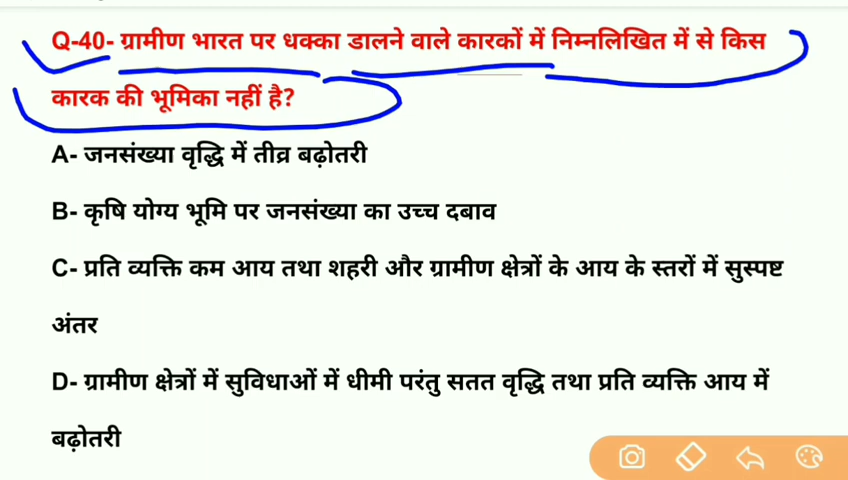 Q-40- ग्रामीण भारत पर धक्का डालने वाले कारकों में निम्नलिखित में से किस
कारक की भूमिका नहीं है?
A- जनसंख्या वृद्धि में तीव्र बढ़ोतरी
B- कृषि योग्य भूमि पर जनसंख्या का उच्च दबाव
C- प्रति व्यक्ति कम आय तथा शहरी और ग्रामीण क्षेत्रों के आय के स्तरों में सुस्पष्ट
अंतर
D- ग्रामीण क्षेत्रों में सुविधाओं में धीमी परंतु सतत वृद्धि तथा प्रति व्यक्ति आय में
बढ़ोतरी